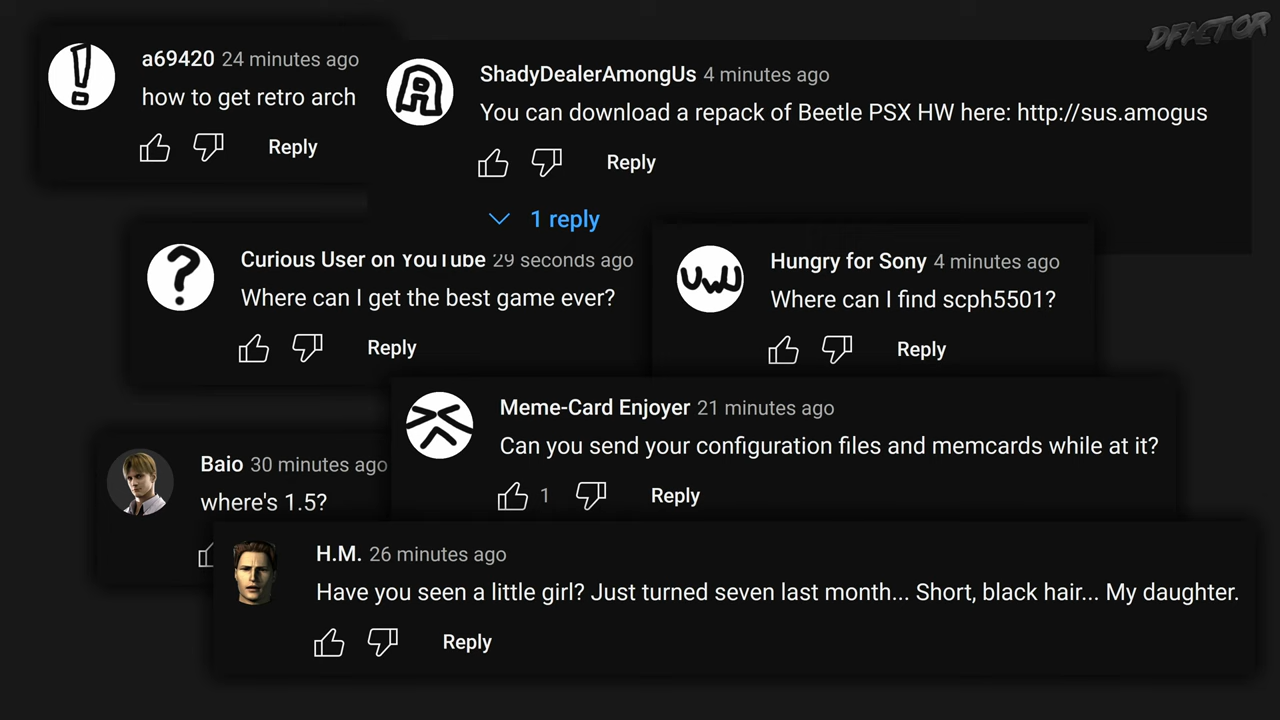 DFACTOR
a69420 24 minutes ago
how to get retro arch
Reply
ShadyDealerAmongUs 4 minutes ago
You can download a repack of Beetle PSX HW here: http://sus.amogus
Reply
1 reply
Curious User on YouTube 29 seconds ago
Where can I get the best game ever?
Reply
UwU
Hungry for Sony 4 minutes ago
Where can I find scph5501?
Reply
Meme-Card Enjoyer 21 minutes ago
Can you send your configuration files and memcards while at it?
1 Reply
Baio 30 minutes ago
where's 1.5?
H.M. 26 minutes ago
Have you seen a little girl? Just turned seven last month... Short, black hair... My daughter.
Reply